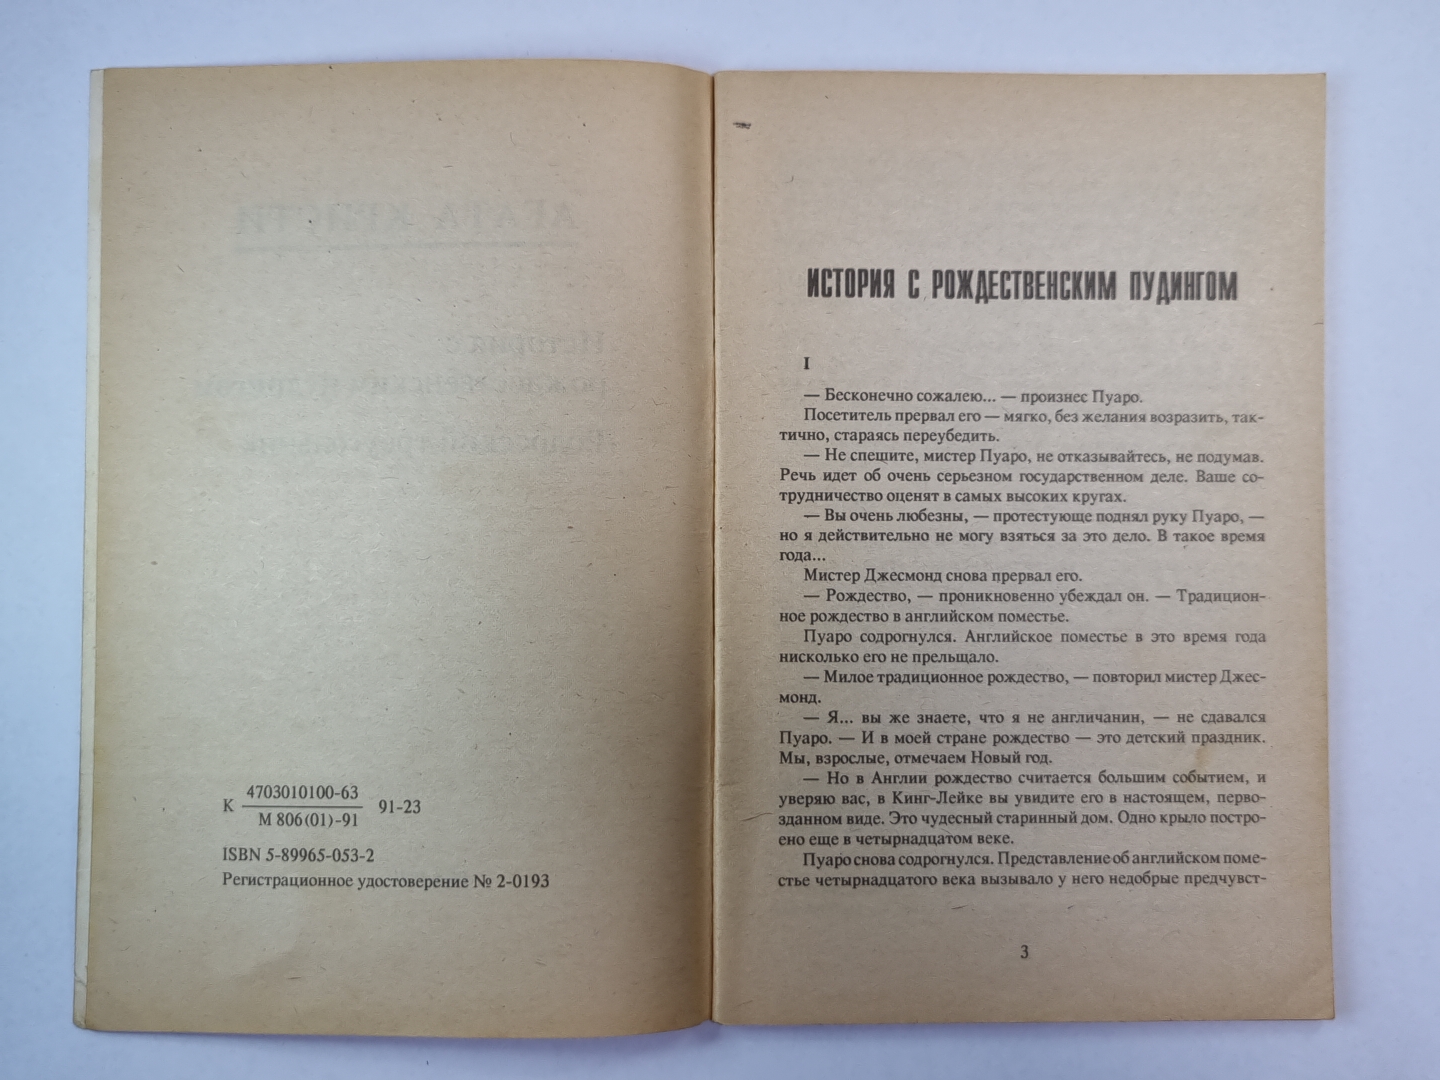 К 4703010100-63 91-23
М 806(01)-91
ISBN 5-89965-053-2
Регистрационное удостоверение № 2-0193
ИСТОРИЯ С РОЖДЕСТВЕНСКИМ ПУДИНГОМ
I
— Бесконечно сожалею... — произнес Пуаро.
Посетитель прервал его — мягко, без желания возразить, так-
тично, стараясь переубедить.
— Не спешите, мистер Пуаро, не отказывайтесь, не подумав.
Речь идет об очень серьезном государственном деле. Ваше со-
трудничество оценят в самых высоких кругах.
— Вы очень любезны, — протестующе поднял руку Пуаро, —
но я действительно не могу взяться за это дело. В такое время
года...
Мистер Джесмонд снова прервал его.
— Рождество, — проникновенно убеждал он. — Традицион-
ное рождество в английском поместье.
Пуаро содрогнулся. Английское поместье в это время года
нисколько его не прельщало.
— Милое традиционное рождество, — повторил мистер Джес-
монд.
— Я... вы же знаете, что я не англичанин, — не сдавался
Пуаро. — И в моей стране рождество — это детский праздник.
Мы, взрослые, отмечаем Новый год.
— Но в Англии рождество считается большим событием, и
уверяю вас, в Кинг-Лейке вы увидите его в настоящем, перво-
зданном виде. Это чудесный старинный дом. Одно крыло постро-
ено еще в четырнадцатом веке.
Пуаро снова содрогнулся. Представление об английском поме-
стье четырнадцатого века вызывало у него недобрые предчувст-
3